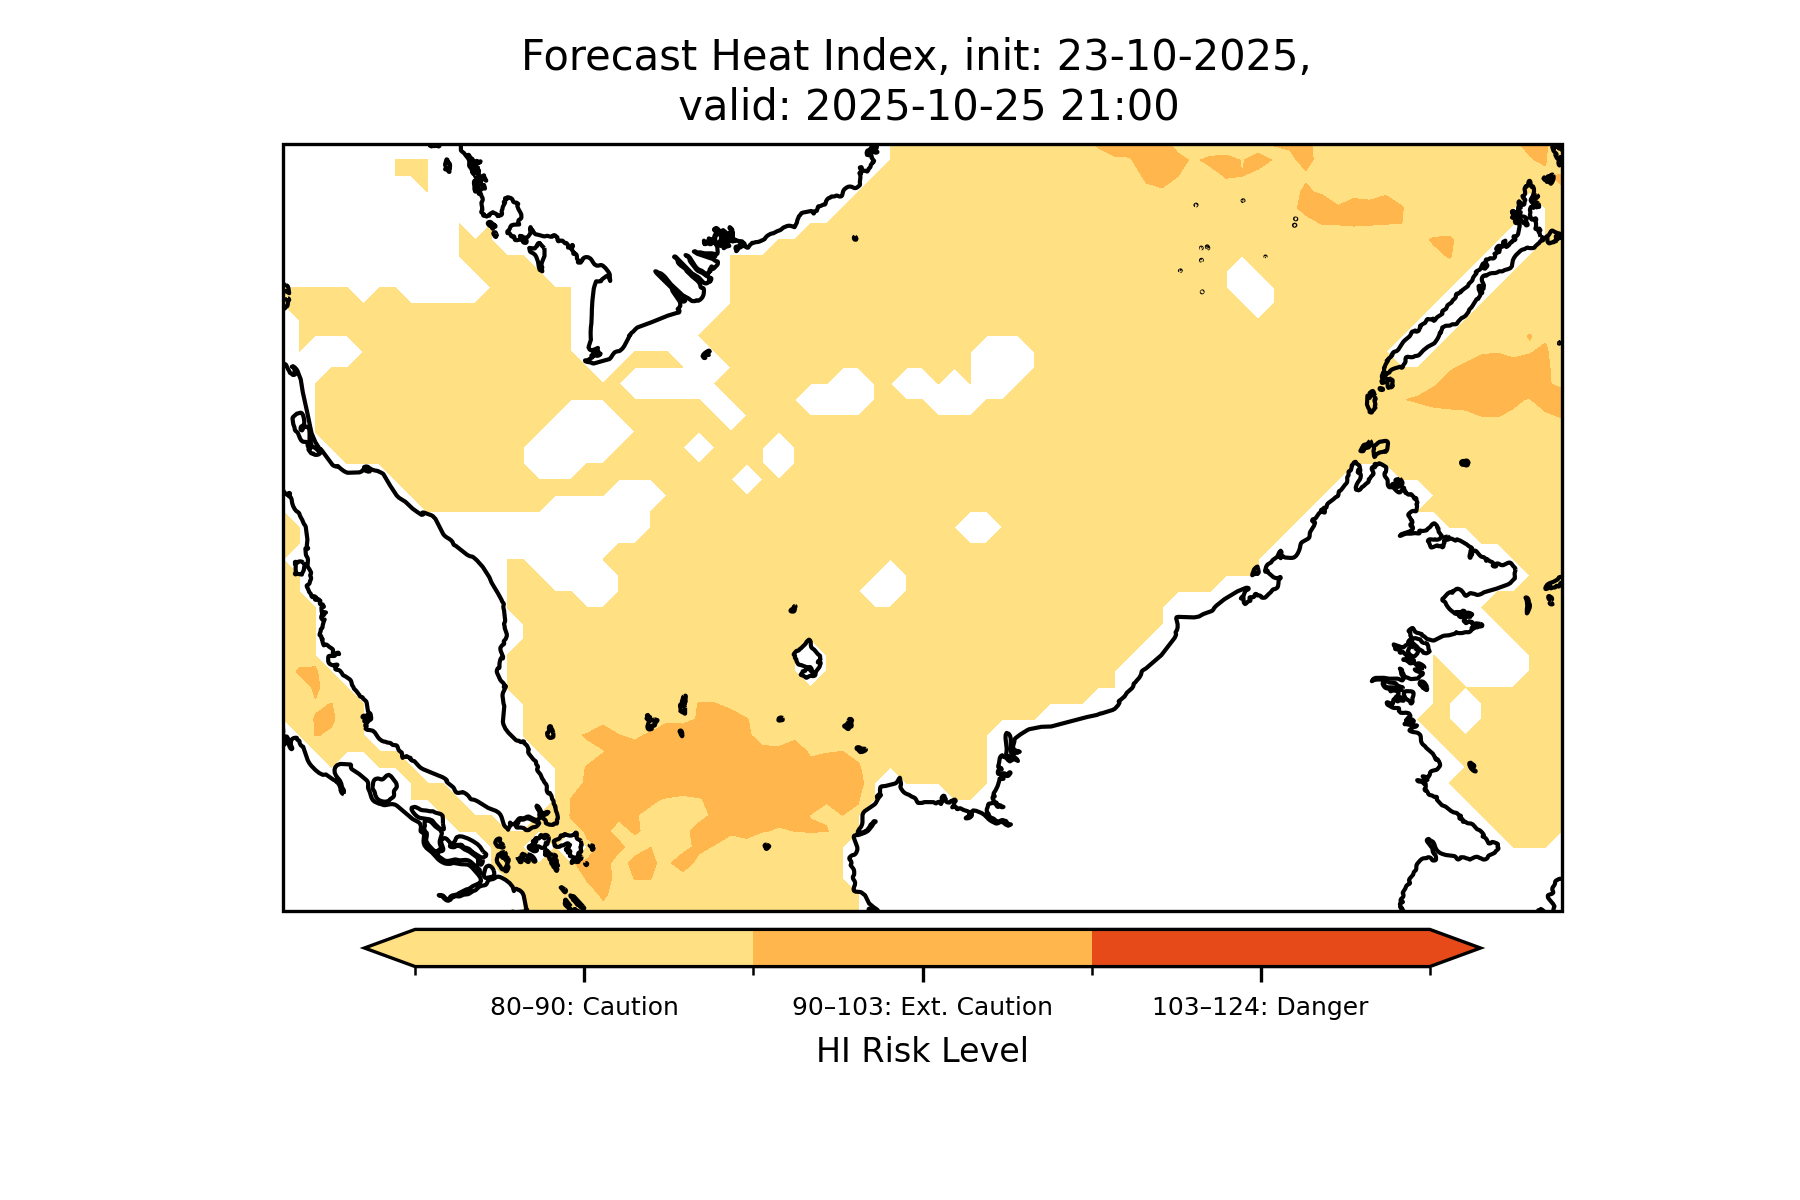 Forecast Heat Index, init: 23-10-2025,
valid: 2025-10-25 21:00
80–90: Caution
90–103: Ext. Caution
103–124: Danger
HI Risk Level